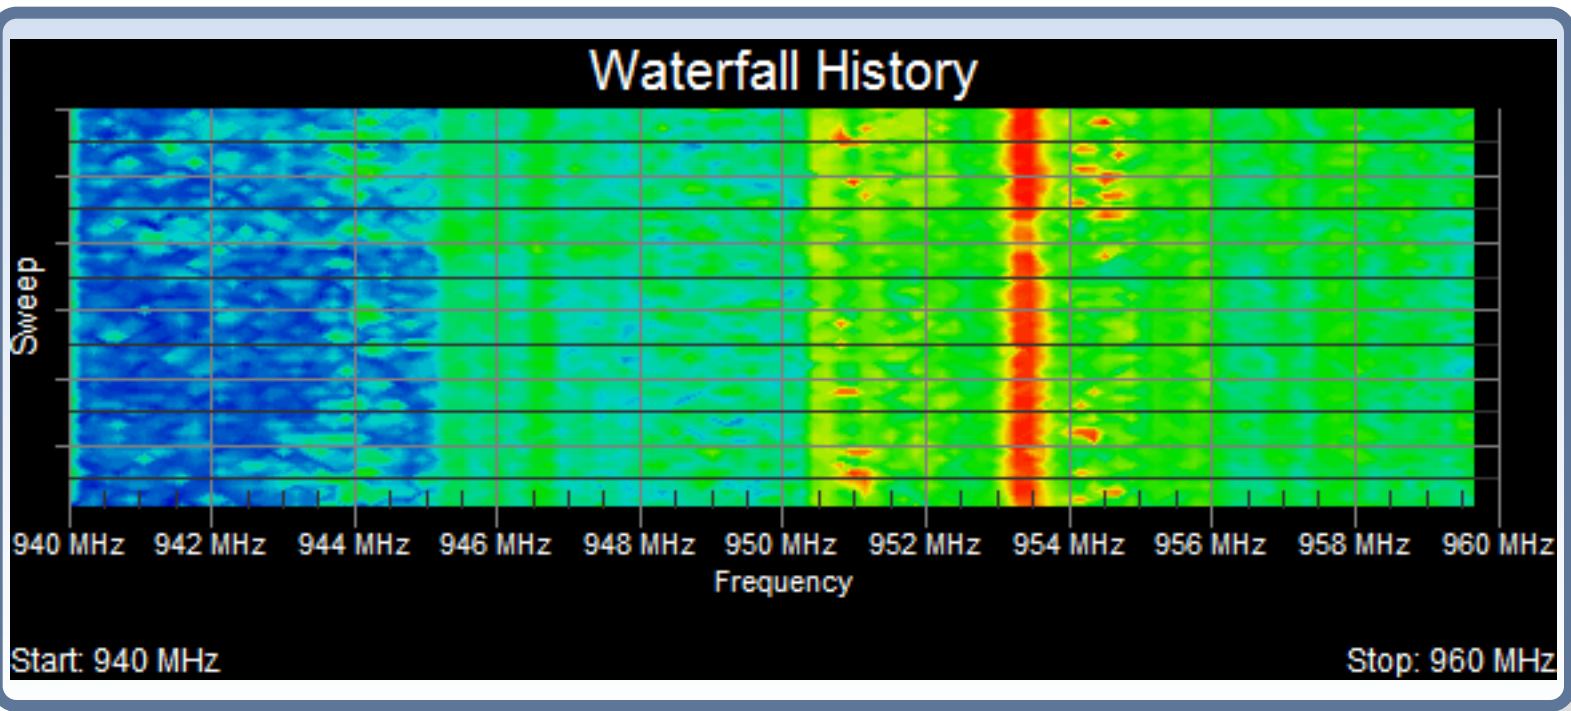 Waterfall History
Sweep
940 MHz 942 MHz 944 MHz 946 MHz 948 MHz 950 MHz 952 MHz 954 MHz 956 MHz 958 MHz 960 MHz
Frequency
Start: 940 MHz Stop: 960 MHz